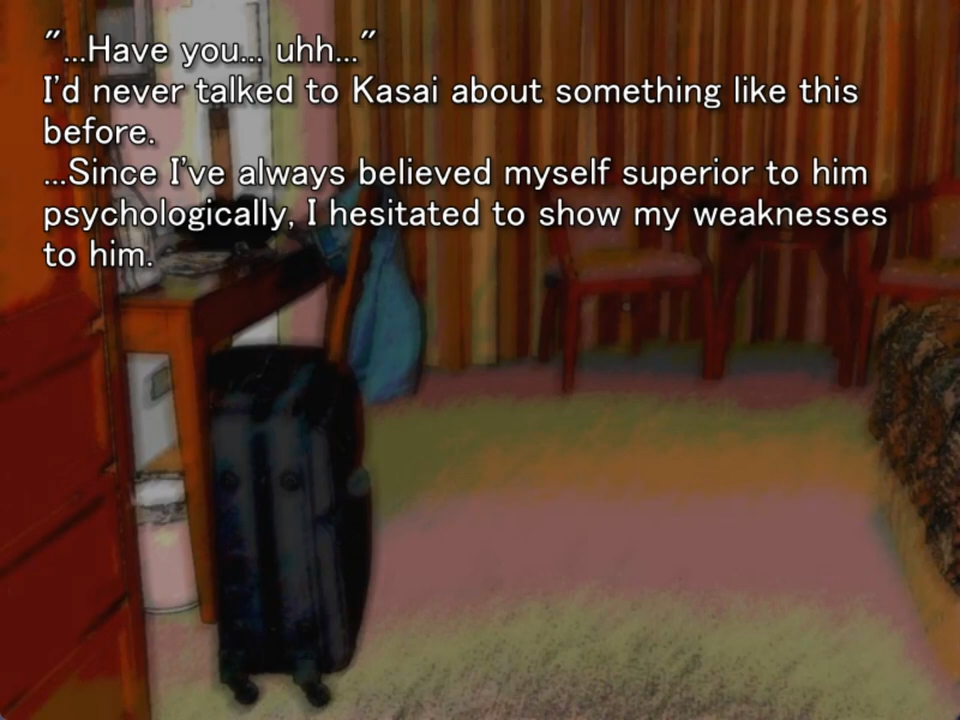 "...Have you... uhh..."
I'd never talked to Kasai about something like this
before.
...Since I've always believed myself superior to him
psychologically, I hesitated to show my weaknesses
to him.